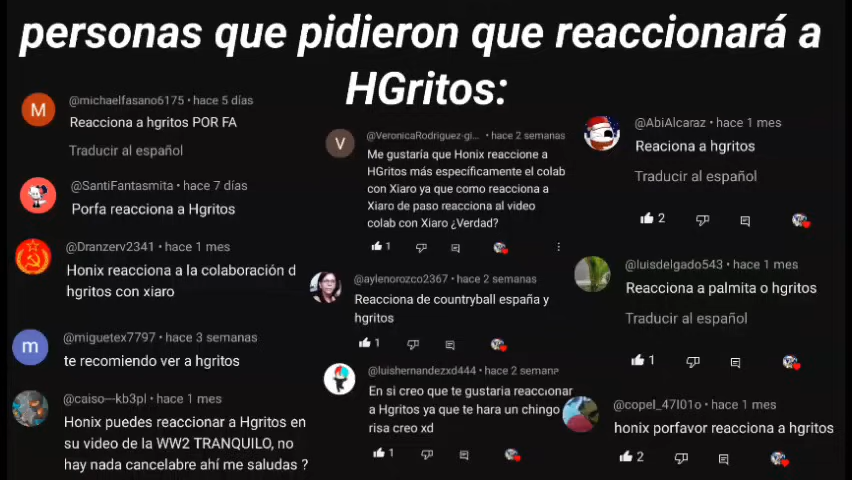 personas que pidieron que reaccionará a
HGritos:
M
@michaelfasano6175 • hace 5 días
Reacciona a hgritos POR FA
Traducir al español
@SantiFantasmita • hace 7 días
Porfa reacciona a Hgritos
@Dranzerv2341 • hace 1 mes
Honix reacciona a la colaboración d
hgritos con xiaro
m
@miguetex7797 • hace 3 semanas
te recomiendo ver a hgritos
@caiso---kb3pl • hace 1 mes
Honix puedes reaccionar a Hgritos en
su video de la WW2 TRANQUILO, no
hay nada cancelabre ahí me saludas ?
V
@VeronicaRodriguez-gi... • hace 2 semanas
Me gustaría que Honix reaccione a
HGritos más específicamente el colab
con Xiaro ya que como reacciona a
Xiaro de paso reacciona al video
colab con Xiaro ¿Verdad?
1
@aylenorozco2367 • hace 2 semanas
Reacciona de countryball españa y
hgritos
1
@luishernandezxd444 • hace 2 semana
En si creo que te gustaria reaccionar
a Hgritos ya que te hara un chingo
risa creo xd
1
@AbiAlcaraz • hace 1 mes
Reaciona a hgritos
Traducir al español
2
@luisdelgado543 • hace 1 mes
Reacciona a palmita o hgritos
Traducir al español
1
@copel_47l01o • hace 1 mes
honix porfavor reacciona a hgritos
2